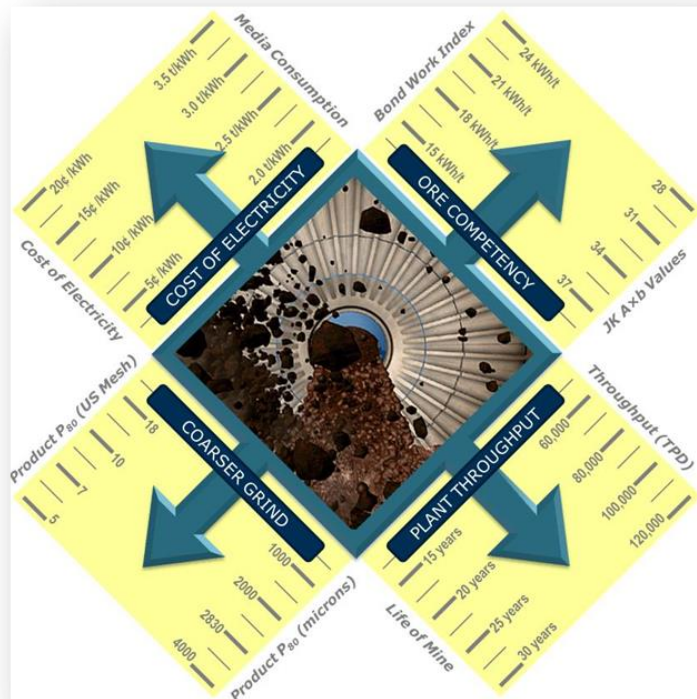 Media Consumption
3.5 t/kWh
3.0 t/kWh
2.5 t/kWh
2.0 t/kWh
20¢ /kWh
15¢ /kWh
10¢ /kWh
5¢ /kWh
Cost of Electricity
COST OF ELECTRICITY
Bond Work Index
24 kWh/t
21 kWh/t
18 kWh/t
15 kWh/t
28
31
34
37
JK Axb Values
ORE COMPETENCY
Product P80 (US Mesh)
18
10
7
5
COARSER GRIND
1000
2000
2830
4000
Product P80 (microns)
Throughput (TPD)
60,000
80,000
100,000
120,000
PLANT THROUGHPUT
15 years
20 years
25 years
30 years
Life of Mine